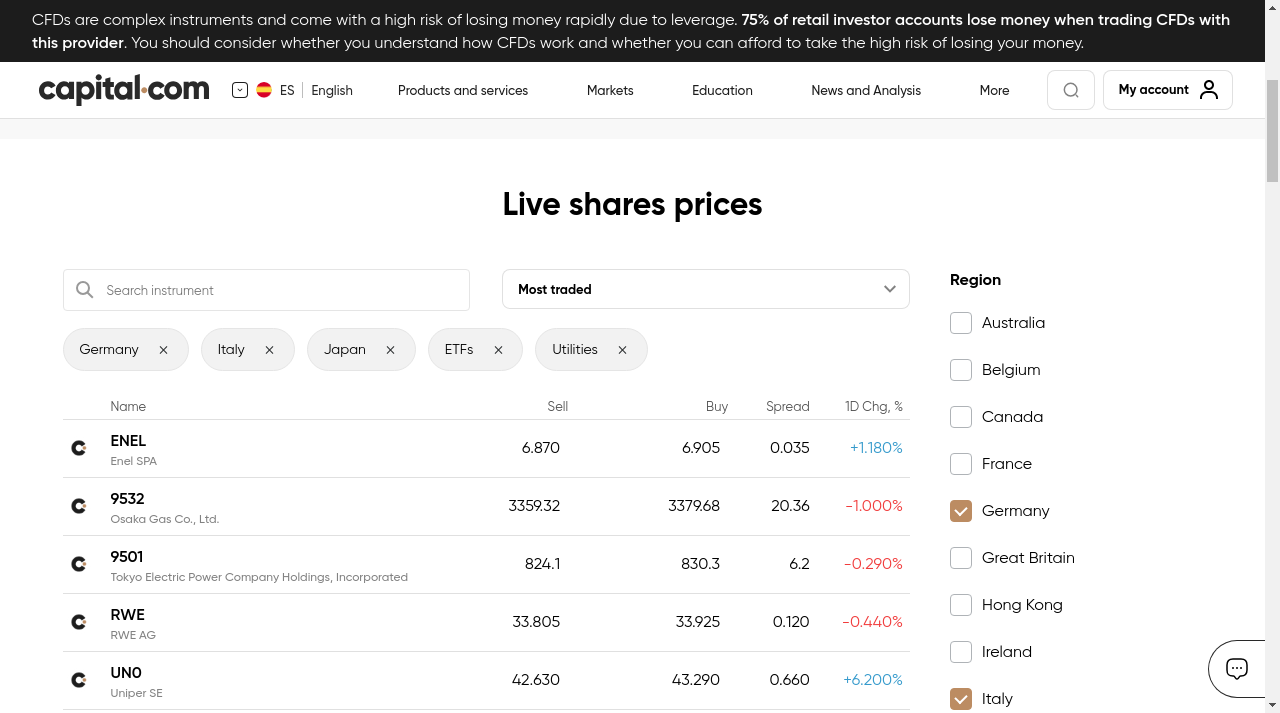 CFDs are complex instruments and come with a high risk of losing money rapidly due to leverage. 75% of retail investor accounts lose money when trading CFDs with
this provider. You should consider whether you understand how CFDs work and whether you can afford to take the high risk of losing your money.
capital.com ES English Products and services Markets Education News and Analysis More My account
Live shares prices
Search instrument
Most traded
Germany Italy Japan ETFs Utilities
Name Sell Buy Spread 1D Chg, %
ENEL 6.870 6.905 0.035 +1.180%
Enel SPA
9532 3359.32 3379.68 20.36 -1.000%
Osaka Gas Co., Ltd.
9501 824.1 830.3 6.2 -0.290%
Tokyo Electric Power Company Holdings, Incorporated
RWE 33.805 33.925 0.120 -0.440%
RWE AG
UN0 42.630 43.290 0.660 +6.200%
Uniper SE
Region
Australia
Belgium
Canada
France
Germany
Great Britain
Hong Kong
Ireland
Italy